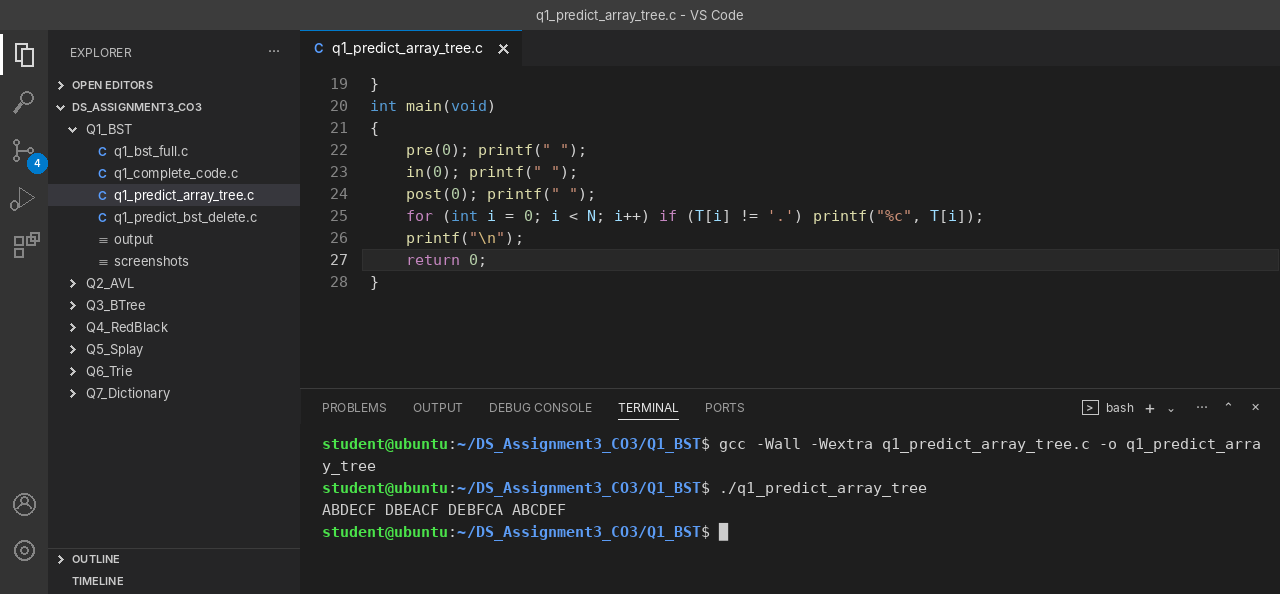 q1_predict_array_tree.c - VS Code
EXPLORER ···
OPEN EDITORS
DS_ASSIGNMENT3_CO3
Q1_BST
C q1_bst_full.c
C q1_complete_code.c
C q1_predict_array_tree.c
C q1_predict_bst_delete.c
output
screenshots
Q2_AVL
Q3_BTree
Q4_RedBlack
Q5_Splay
Q6_Trie
Q7_Dictionary
OUTLINE
TIMELINE
4
C q1_predict_array_tree.c ×
19 }
20 int main(void)
21 {
22     pre(0); printf(" ");
23     in(0); printf(" ");
24     post(0); printf(" ");
25     for (int i = 0; i < N; i++) if (T[i] != '.') printf("%c", T[i]);
26     printf("\n");
27     return 0;
28 }
PROBLEMS OUTPUT DEBUG CONSOLE TERMINAL PORTS bash + ···
student@ubuntu:~/DS_Assignment3_CO3/Q1_BST$ gcc -Wall -Wextra q1_predict_array_tree.c -o q1_predict_arra
y_tree
student@ubuntu:~/DS_Assignment3_CO3/Q1_BST$ ./q1_predict_array_tree
ABDECF DBEACF DEBFCA ABCDEF
student@ubuntu:~/DS_Assignment3_CO3/Q1_BST$